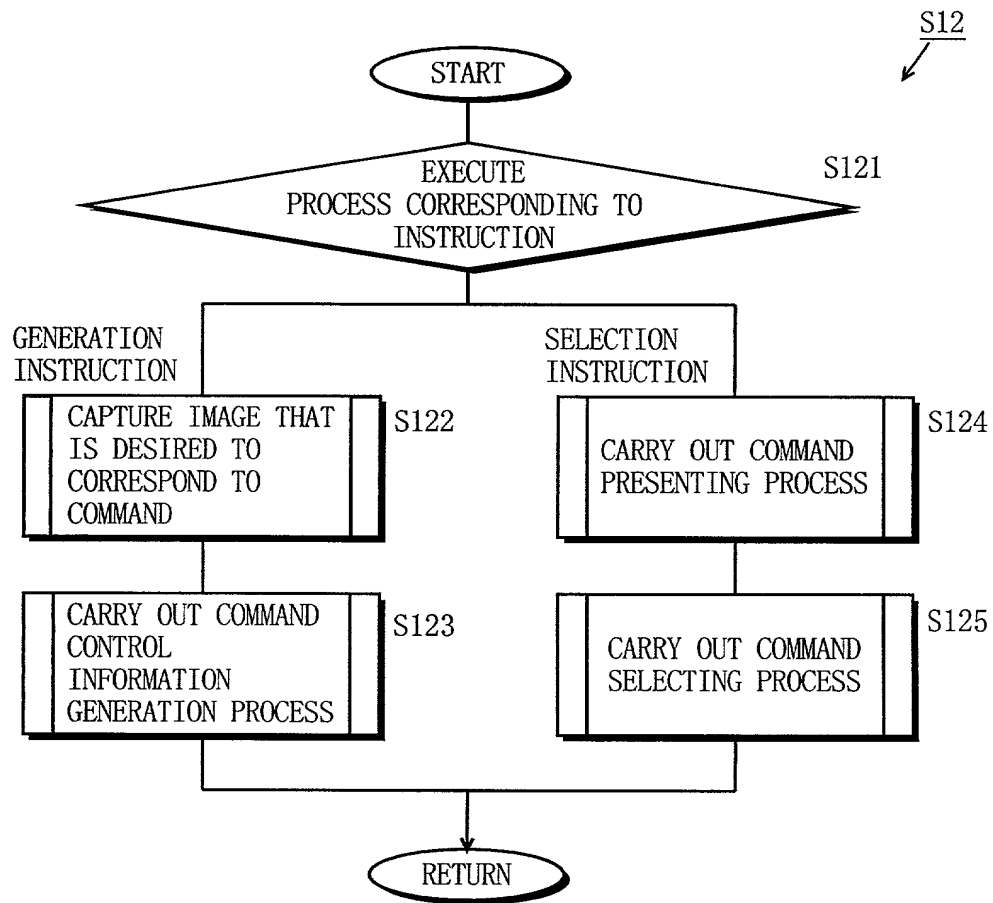 S12
START
EXECUTE
PROCESS CORRESPONDING TO
INSTRUCTION
S121
GENERATION
INSTRUCTION
CAPTURE IMAGE THAT
IS DESIRED TO
CORRESPOND TO
COMMAND
S122
CARRY OUT COMMAND
CONTROL
INFORMATION
GENERATION PROCESS
S123
SELECTION
INSTRUCTION
CARRY OUT COMMAND
PRESENTING PROCESS
S124
CARRY OUT COMMAND
SELECTING PROCESS
S125
RETURN